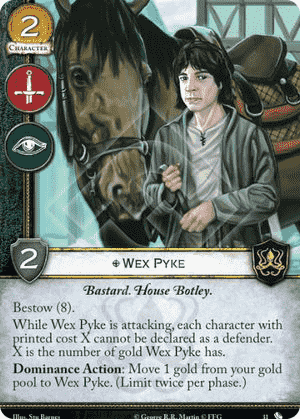 2
CHARACTER
2
Wex Pyke
Bastard. House Botley.
Bestow (8).
While Wex Pyke is attacking, each character with
printed cost X cannot be declared as a defender.
X is the number of gold Wex Pyke has.
Dominance Action: Move 1 gold from your gold
pool to Wex Pyke. (Limit twice per phase.)
Illus. Stu Barnes
© George R.R. Martin © FFG
11